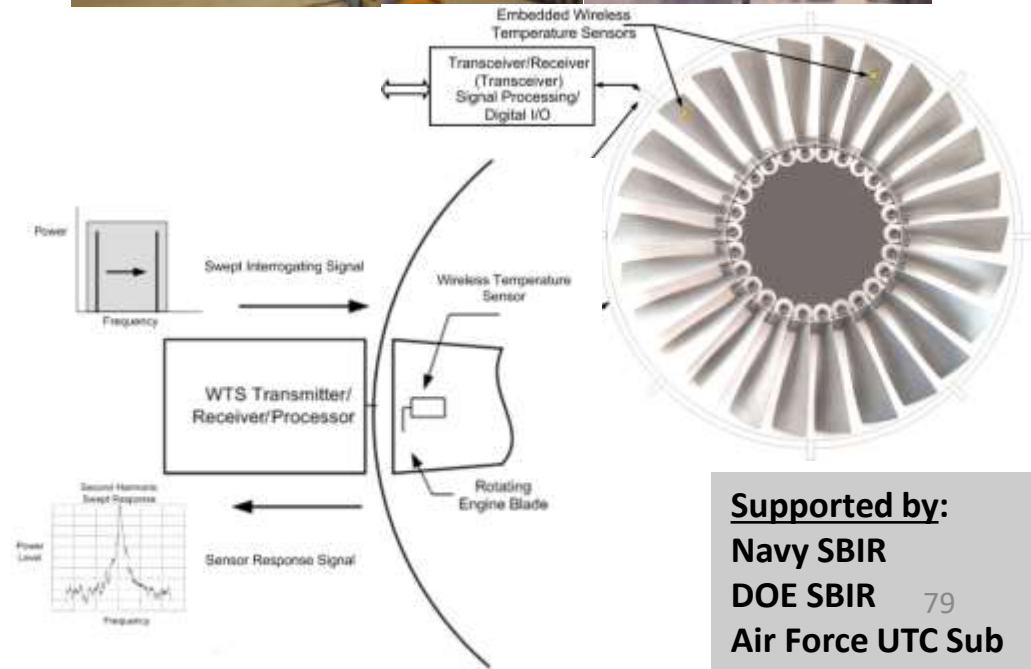 Embedded Wireless
Temperature Sensors
Transceiver/Receiver
(Transceiver)
Signal Processing/
Digital I/O
Power
Frequency
Swept Interrogating Signal
Wireless Temperature
Sensor
WTS Transmitter/
Receiver/Processor
Rotating
Engine Blade
Second Harmonic
Swept Response
Power
Level
Frequency
Sensor Response Signal
Supported by:
Navy SBIR
DOE SBIR
79
Air Force UTC Sub